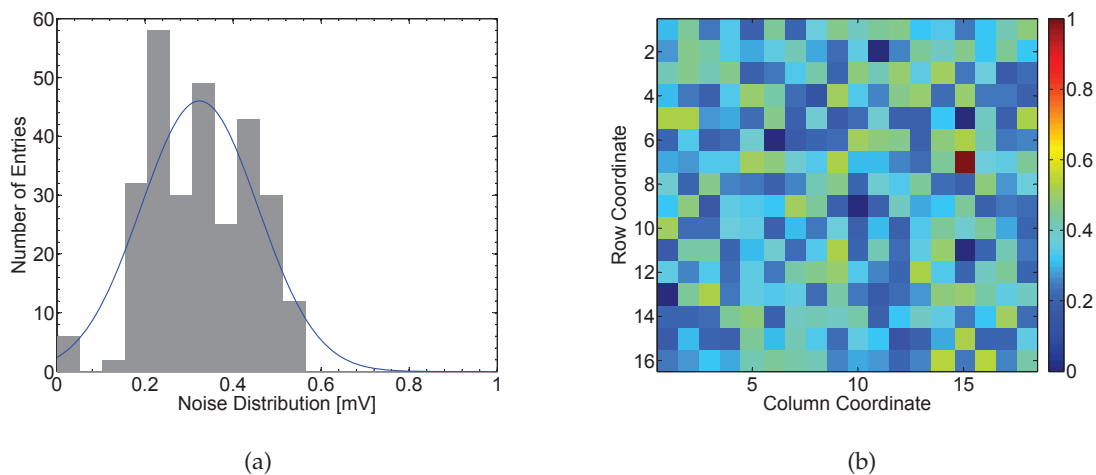 60
50
40
30
20
10
0
Number of Entries
0 0.2 0.4 0.6 0.8 1
Noise Distribution [mV]
(a)
2
4
6
8
10
12
14
16
Row Coordinate
5 10 15
Column Coordinate
1
0.8
0.6
0.4
0.2
0
(b)